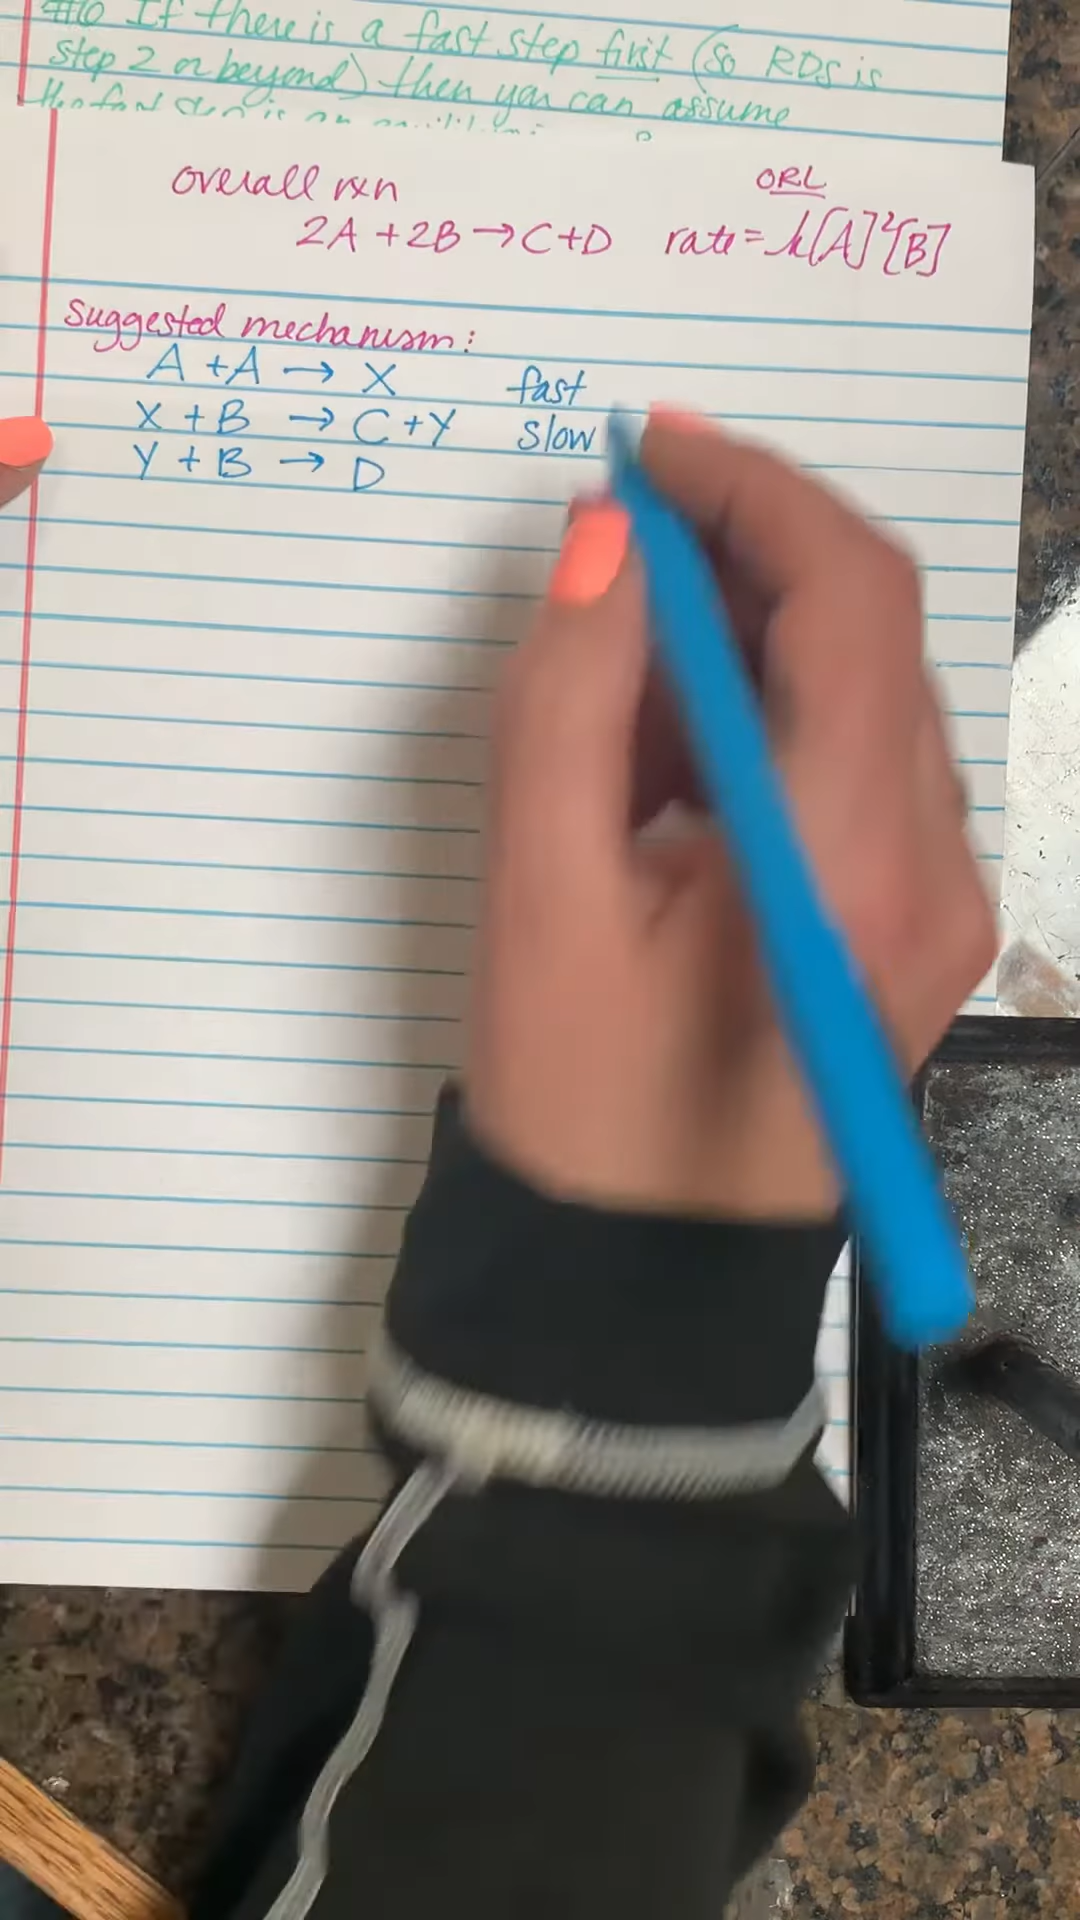 #6 If there is a fast step first (so RDS is
step 2 or beyond) then you can assume
overall rxn
ORL
2A + 2B → C + D rate = k[A]²[B]
suggested mechanism:
A + A → X fast
X + B → C + Y slow
Y + B → D